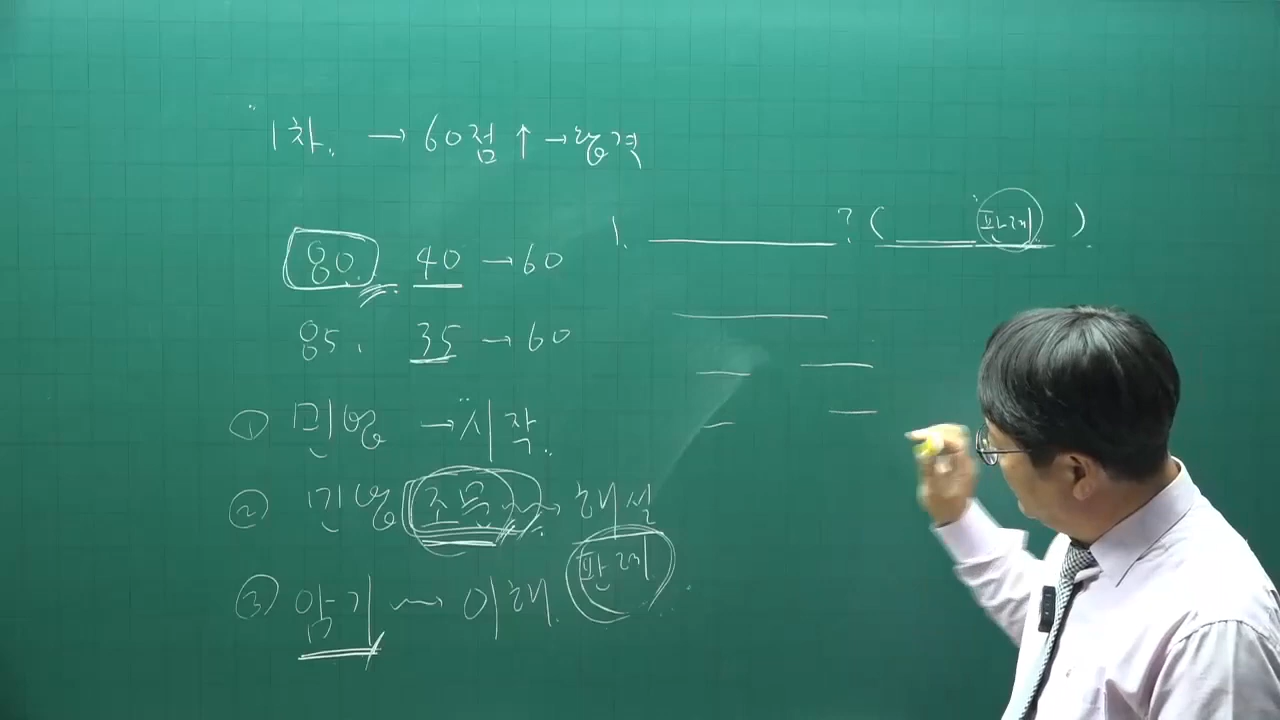 1차. → 60점 ↑ → 합격
80. 40 → 60
85. 35 → 60
① 민법 → 시작.
② 민법 조문 → 해설
판례
③ 암기 → 이해.
1. ? ( 판례 ).